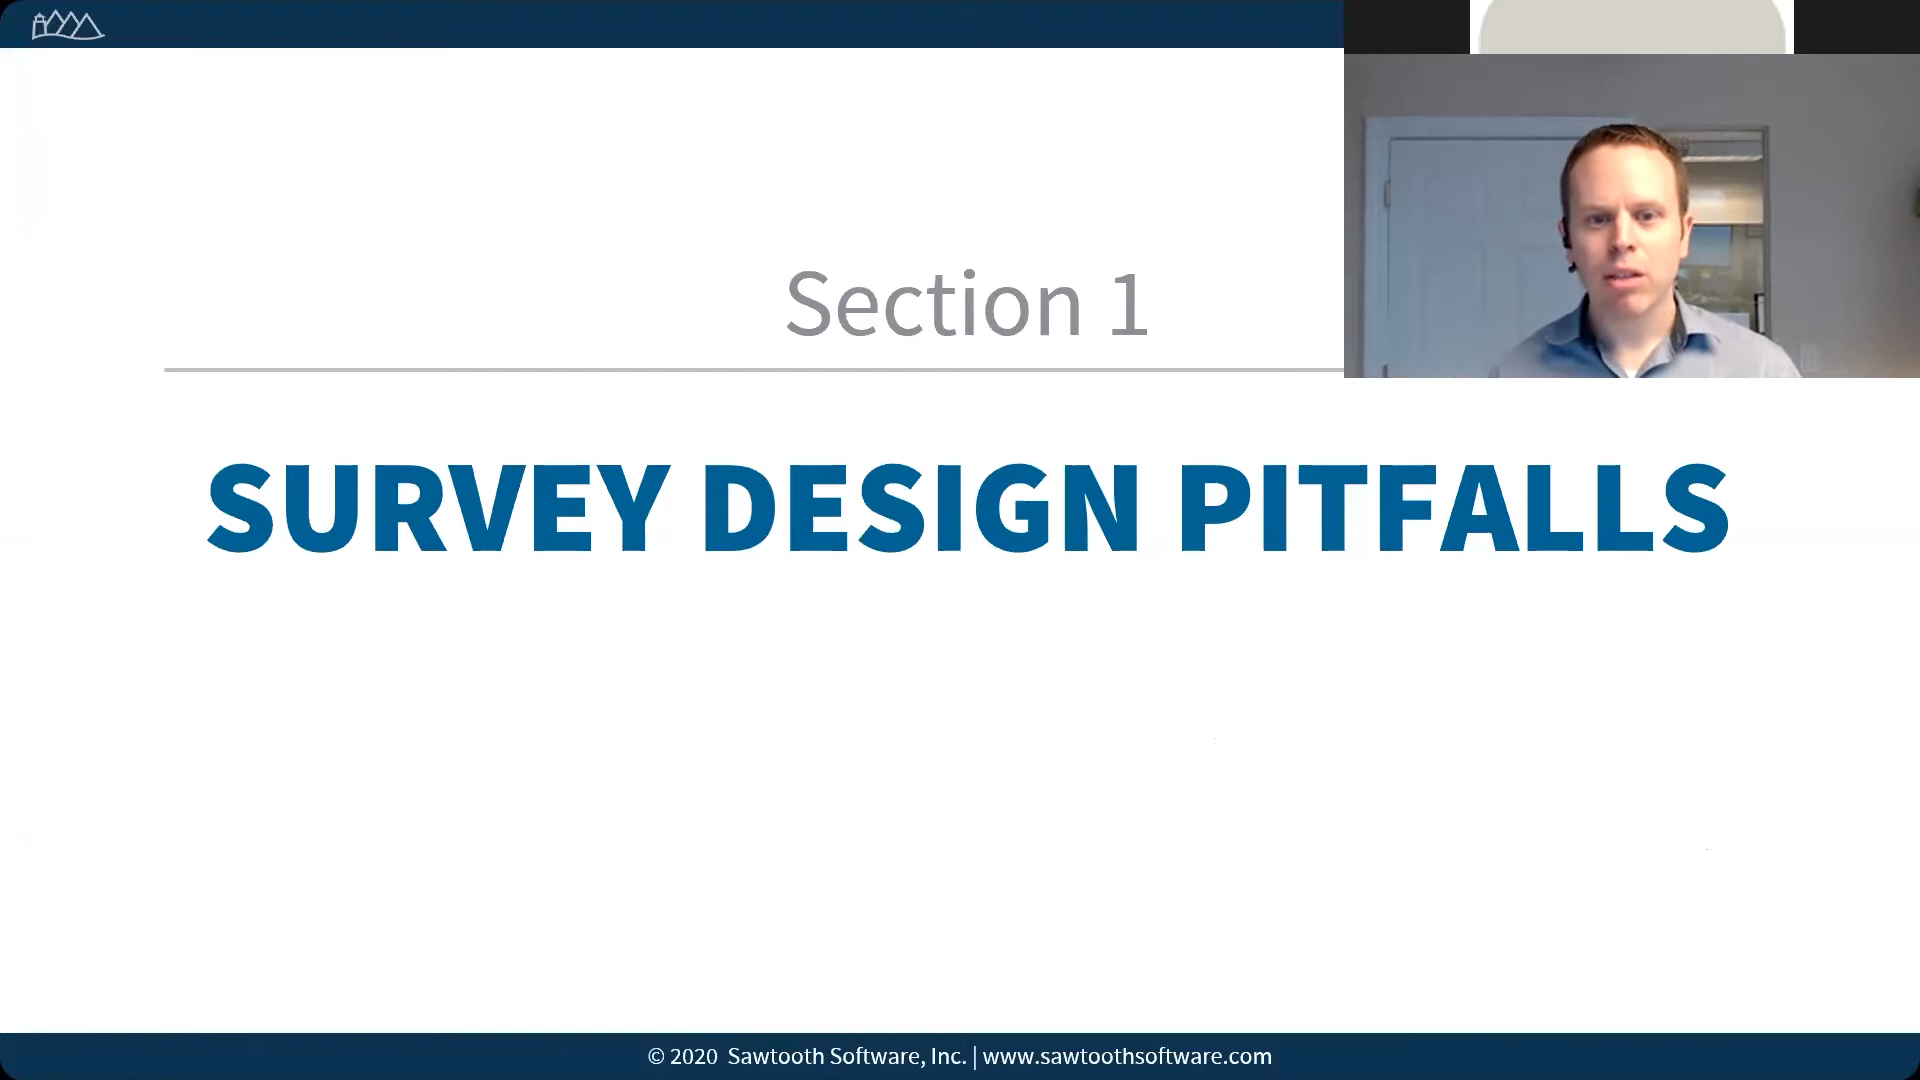 Section 1
SURVEY DESIGN PITFALLS
© 2020 Sawtooth Software, Inc. | www.sawtoothsoftware.com